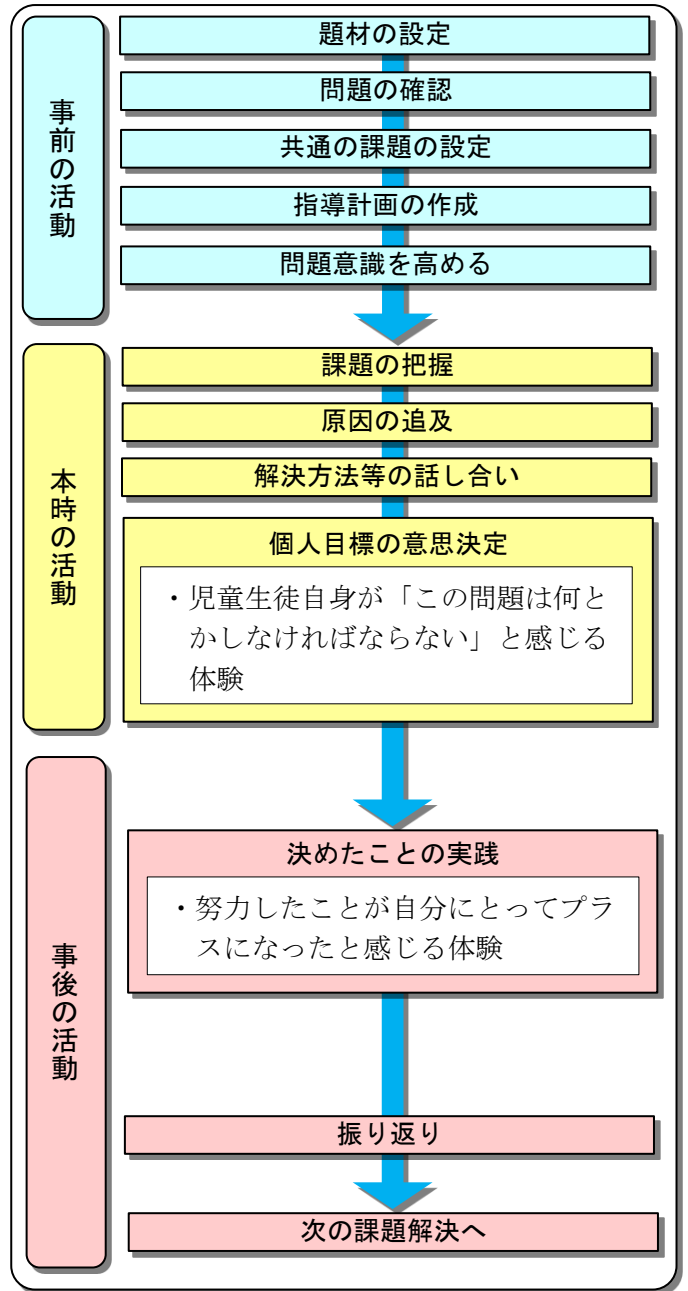 事前の活動
題材の設定
問題の確認
共通の課題の設定
指導計画の作成
問題意識を高める
本時の活動
課題の把握
原因の追及
解決方法等の話し合い
個人目標の意思決定
・児童生徒自身が「この問題は何と
かしなければならない」と感じる
体験
事後の活動
決めたことの実践
・努力したことが自分にとってプラ
スになったと感じる体験
振り返り
次の課題解決へ